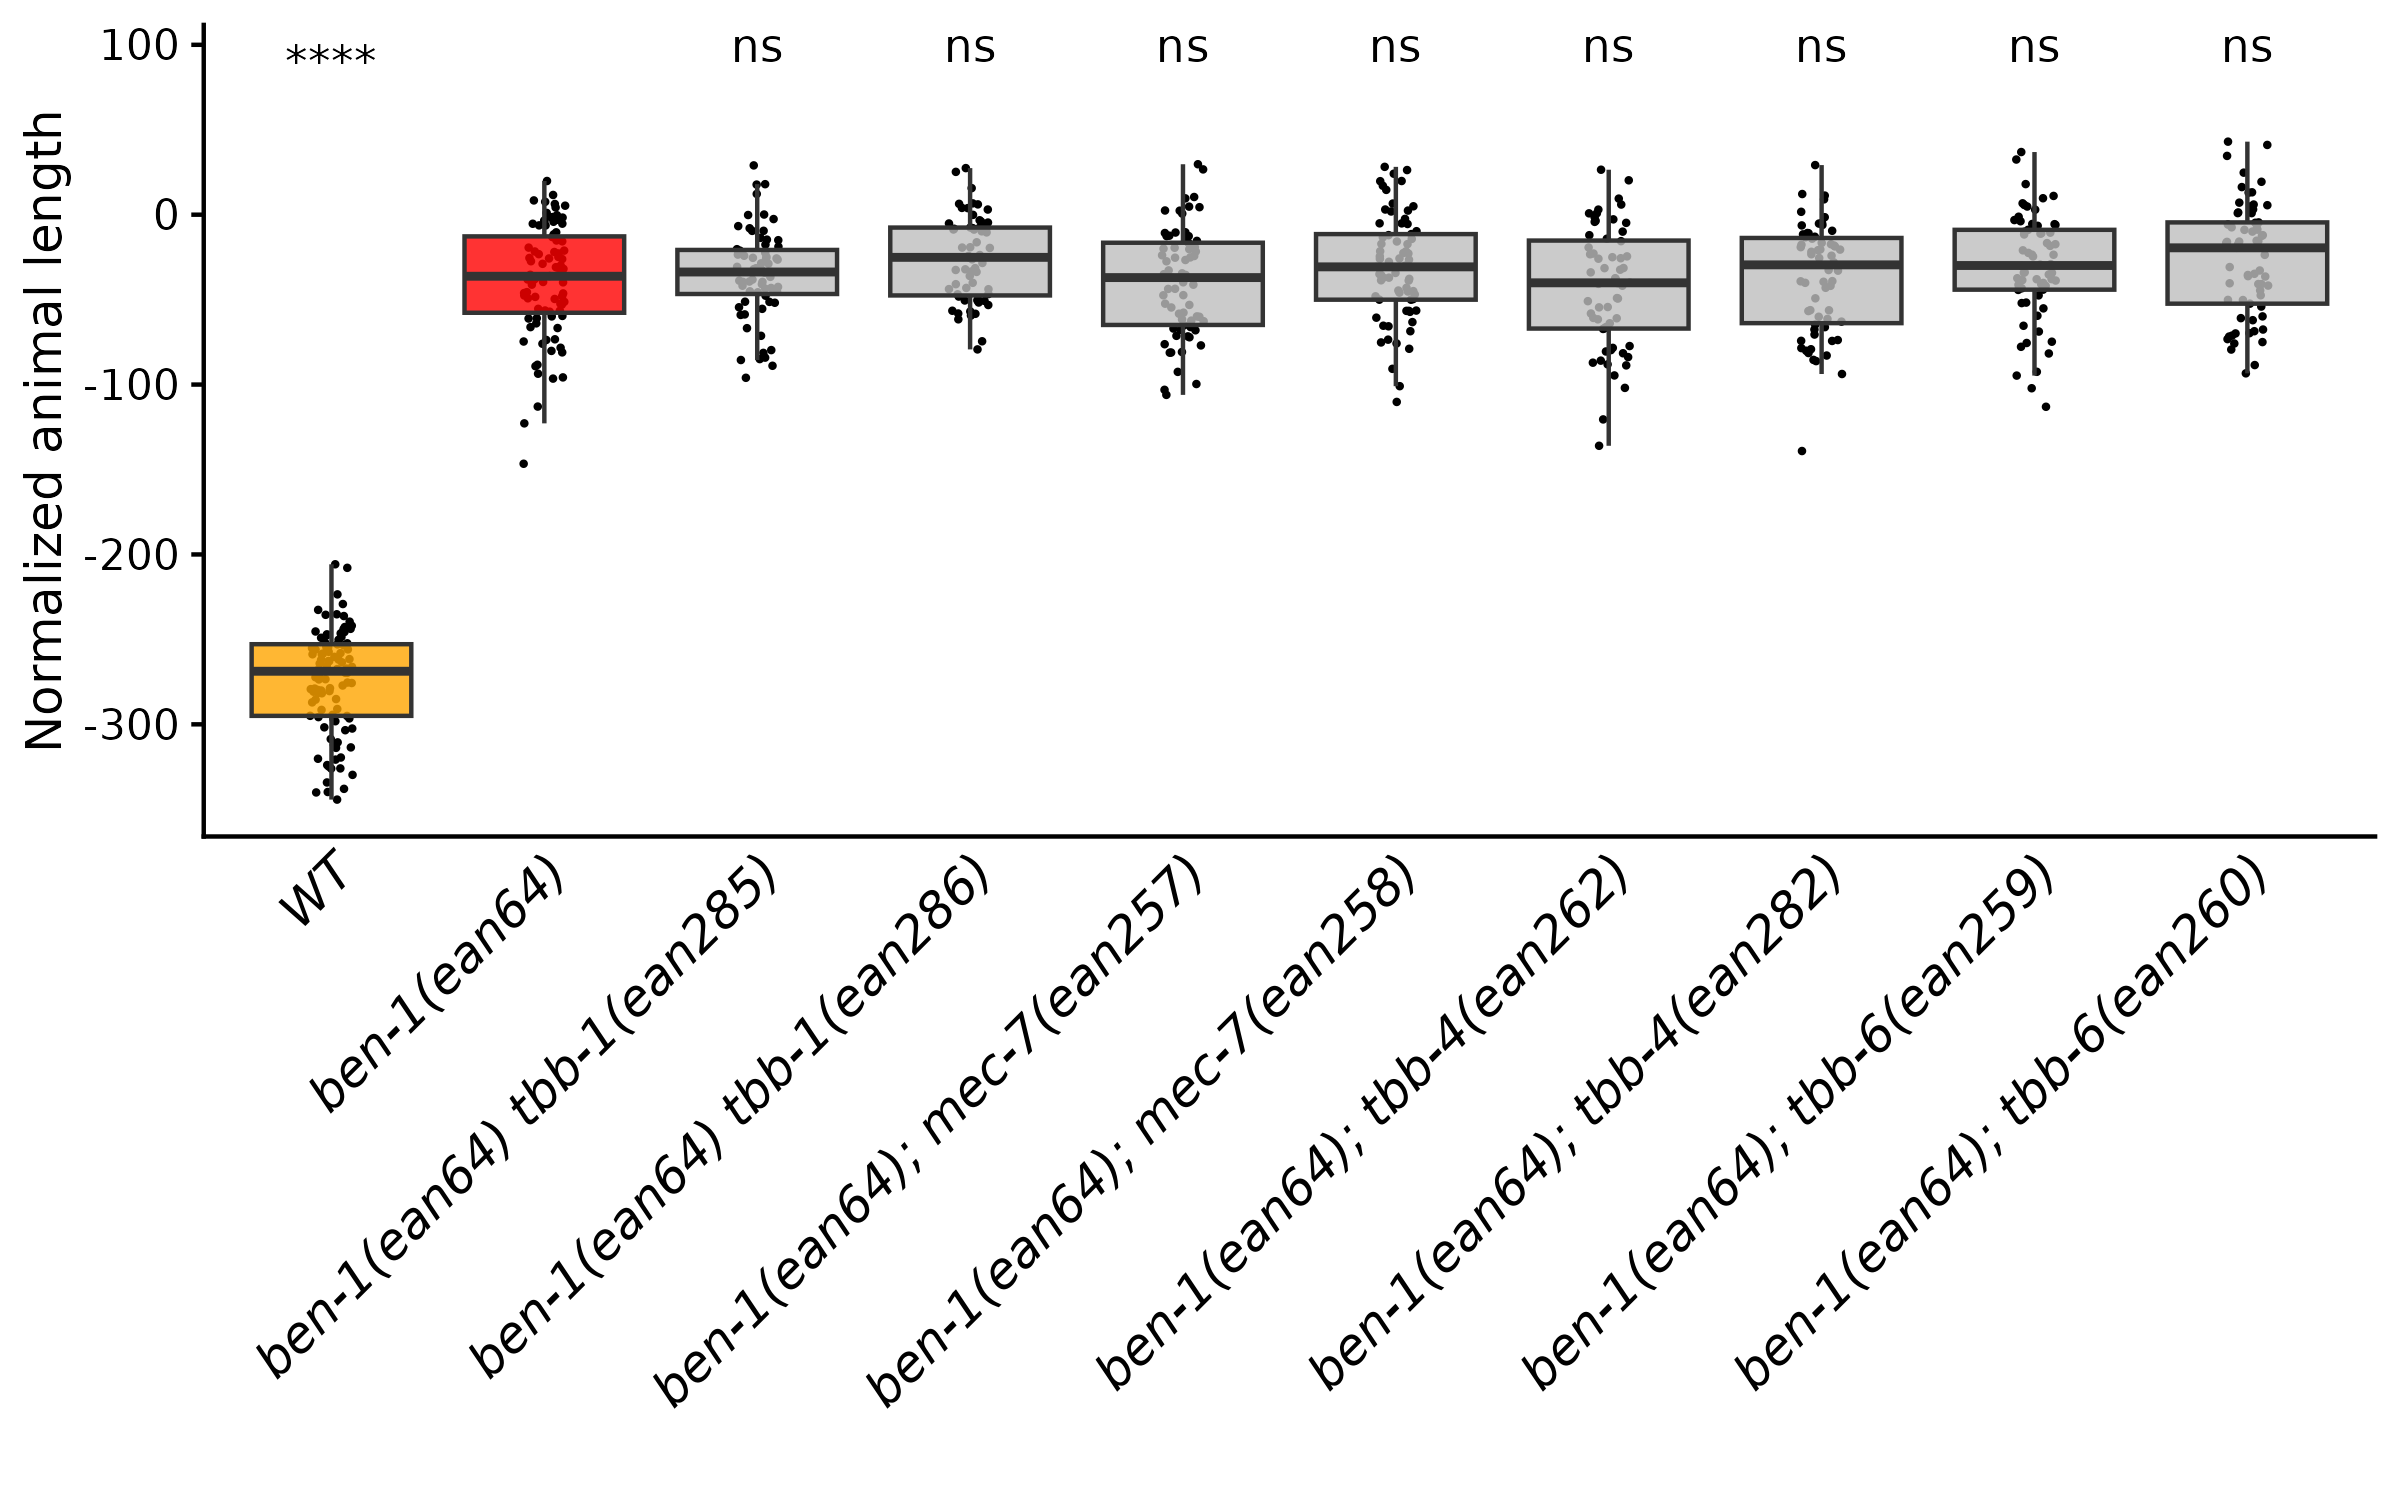 Normalized animal length
100
0
-100
-200
-300
****
ns
ns
ns
ns
ns
ns
ns
ns
WT
ben-1(ean64)
ben-1(ean64) tbb-1(ean285)
ben-1(ean64) tbb-1(ean286)
ben-1(ean64); mec-7(ean257)
ben-1(ean64); mec-7(ean258)
ben-1(ean64); tbb-4(ean262)
ben-1(ean64); tbb-4(ean282)
ben-1(ean64); tbb-6(ean259)
ben-1(ean64); tbb-6(ean260)